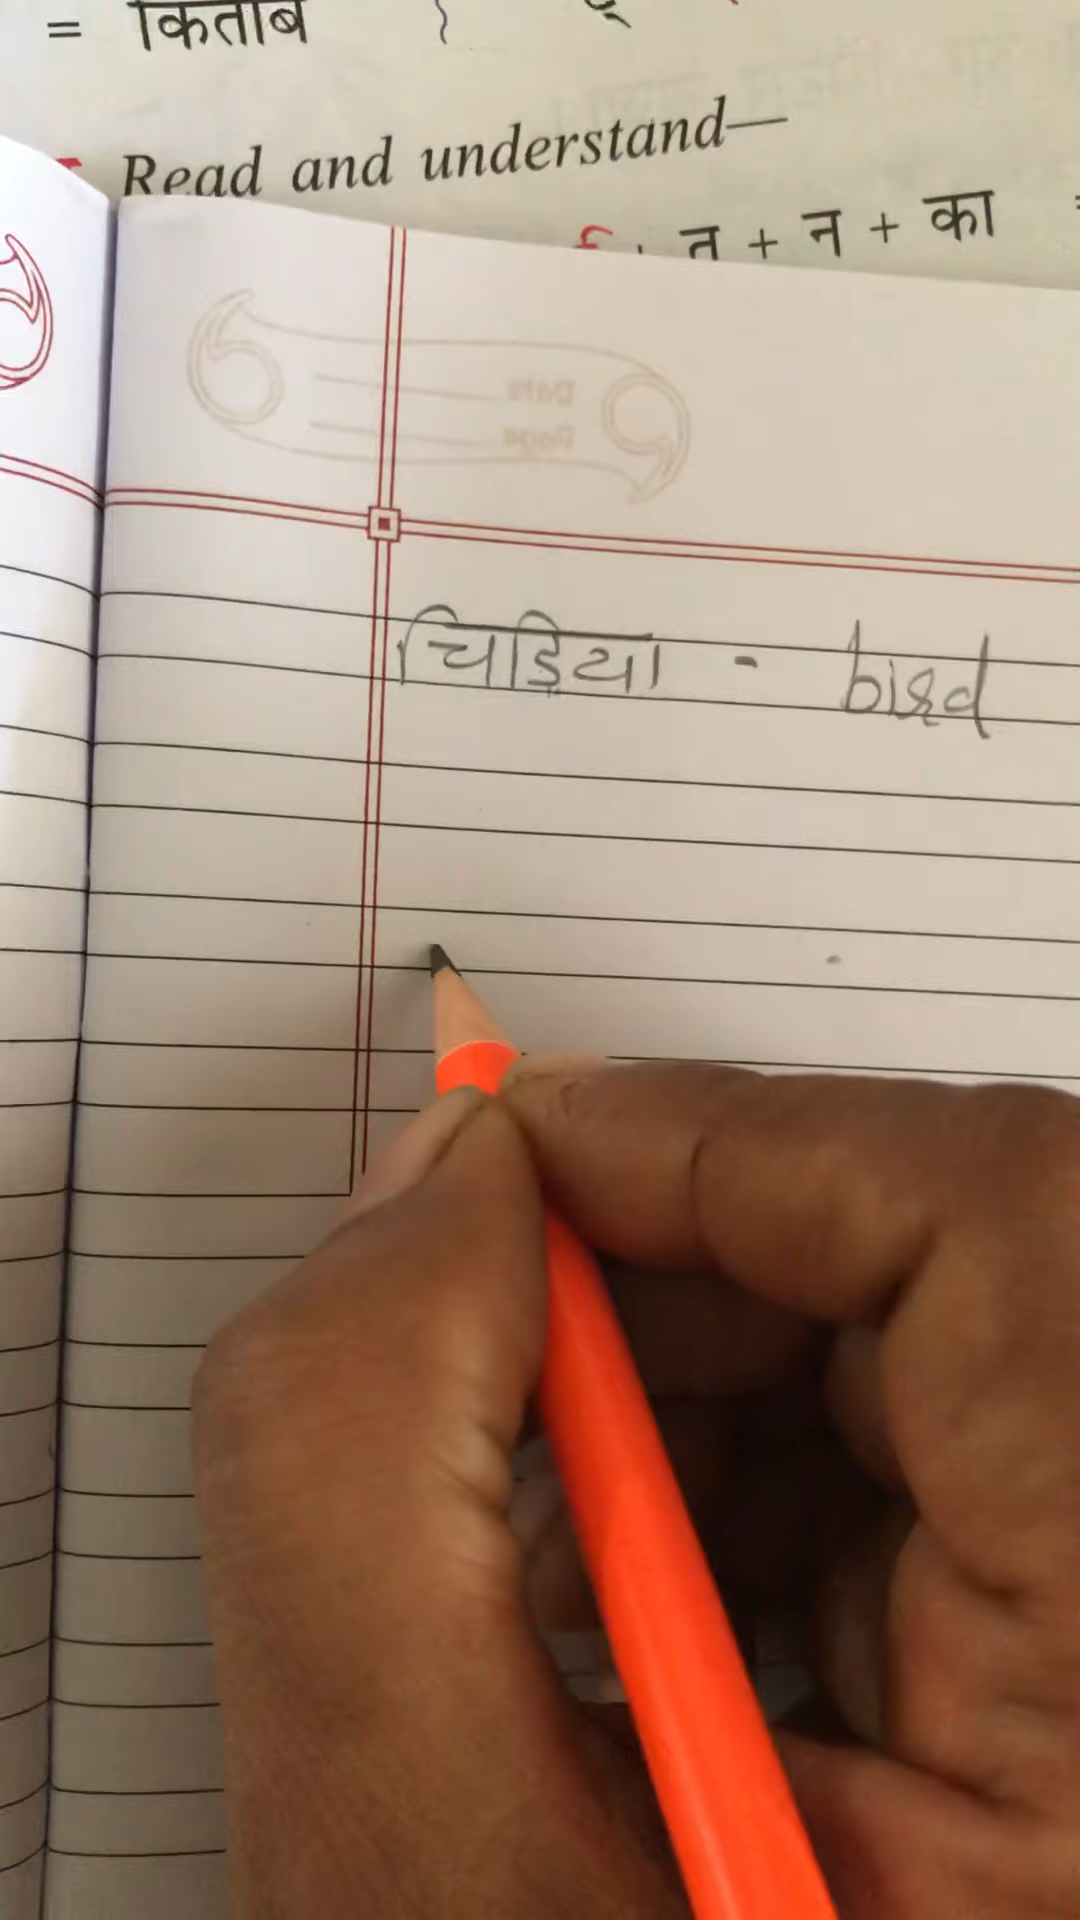 = किताब
Read and understand—
न + का
चिड़िया - bird